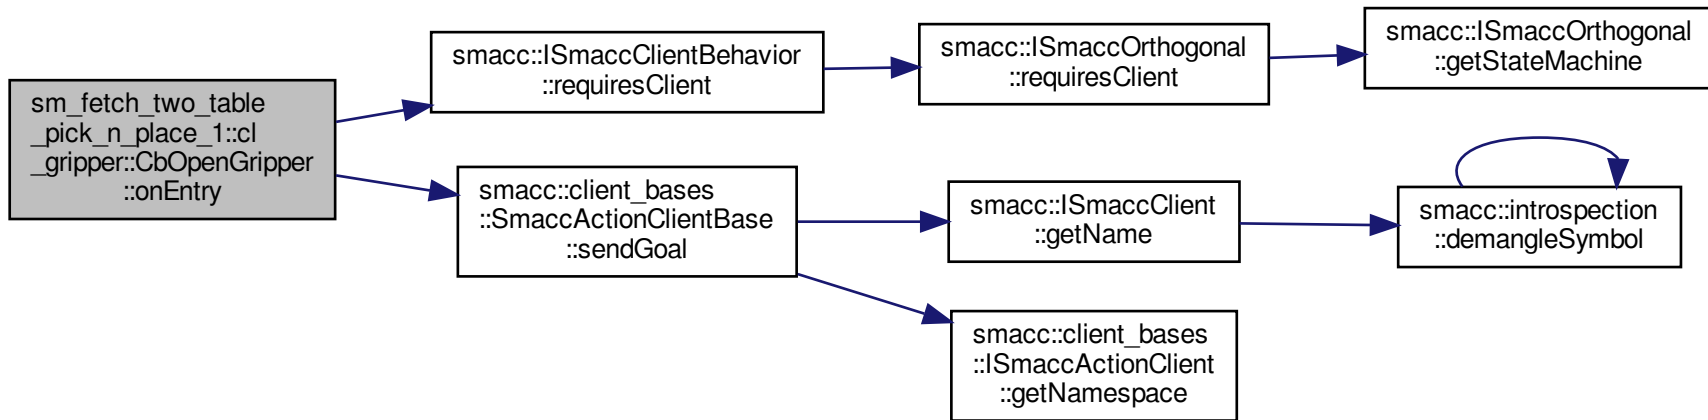 sm_fetch_two_table
_pick_n_place_1::cl
_gripper::CbOpenGripper
::onEntry
smacc::ISmaccClientBehavior
::requiresClient
smacc::ISmaccOrthogonal
::requiresClient
smacc::ISmaccOrthogonal
::getStateMachine
smacc::client_bases
::SmaccActionClientBase
::sendGoal
smacc::ISmaccClient
::getName
smacc::introspection
::demangleSymbol
smacc::client_bases
::ISmaccActionClient
::getNamespace